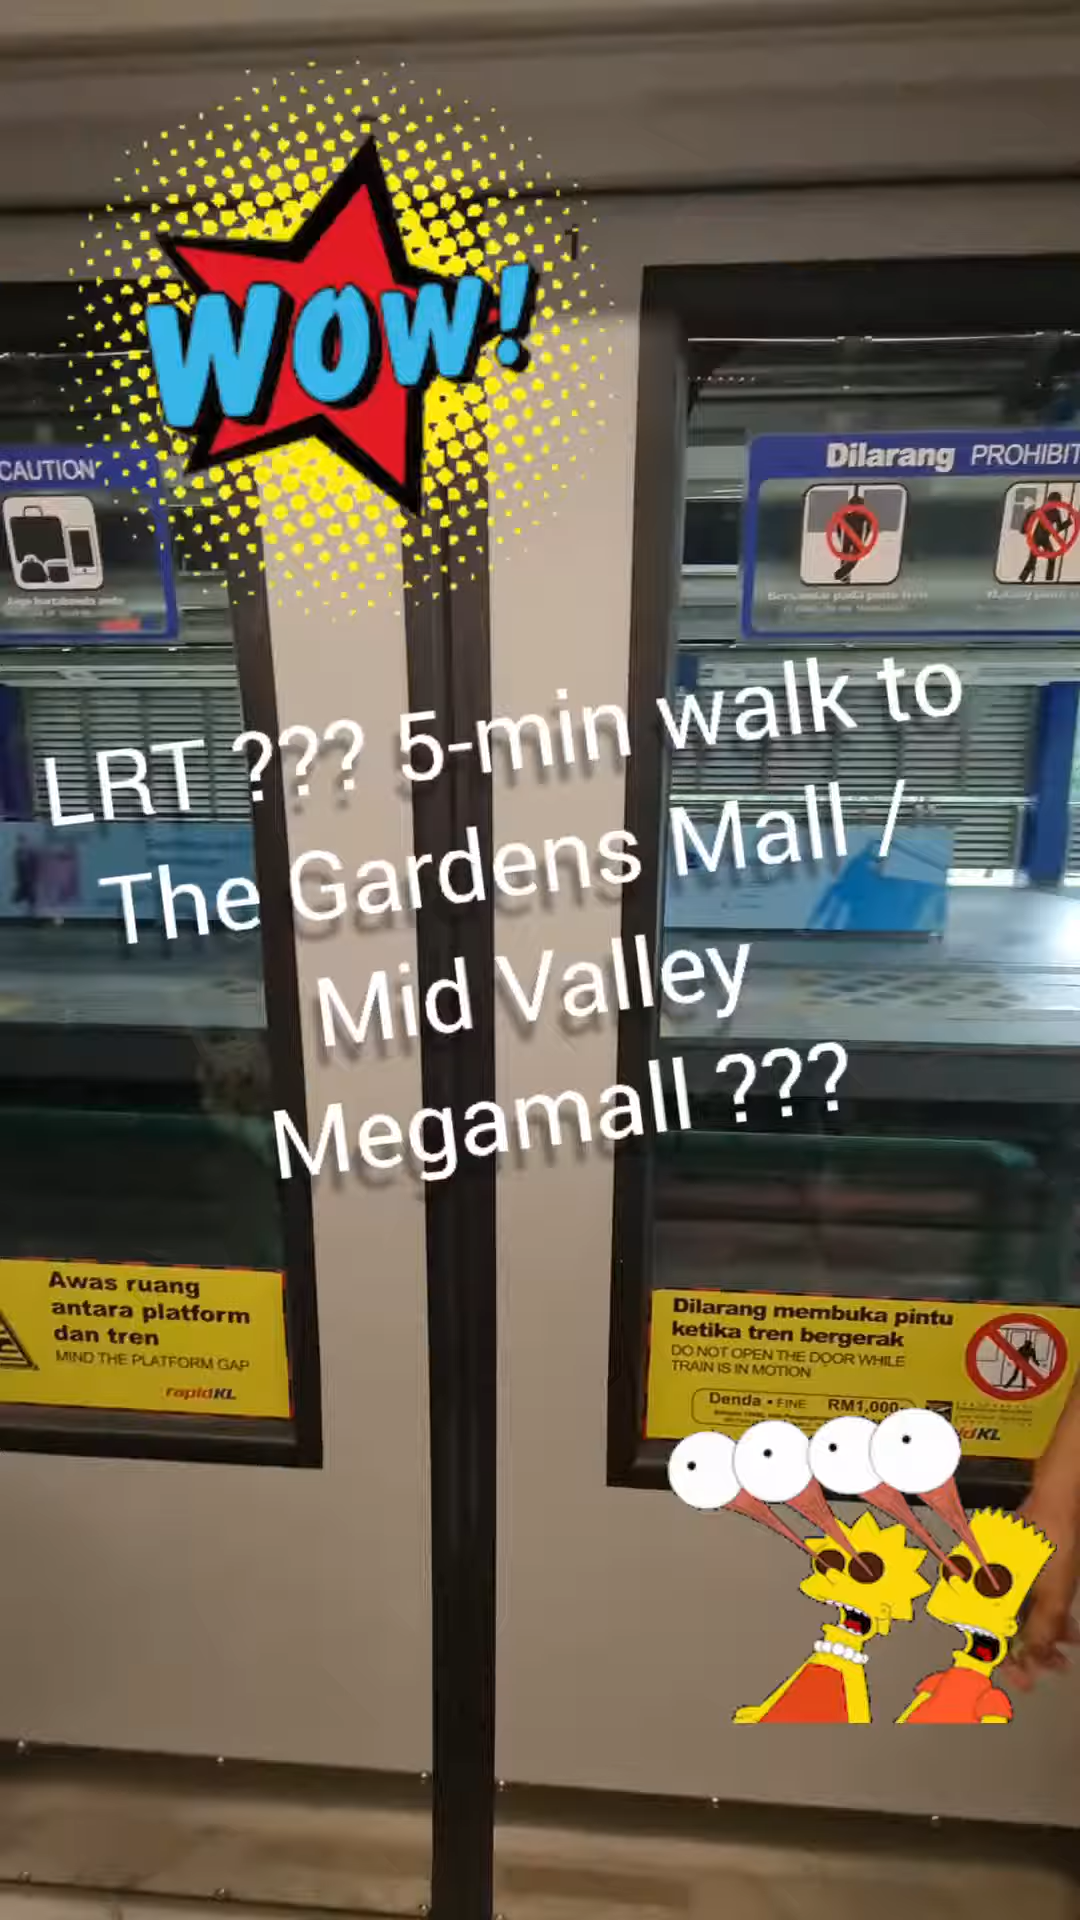 WOW!
CAUTION
Dilarang PROHIBIT
LRT ??? 5-min walk to
The Gardens Mall /
Mid Valley
Megamall ???
Awas ruang
antara platform
dan tren
MIND THE PLATFORM GAP
rapidKL
Dilarang membuka pintu
ketika tren bergerak
DO NOT OPEN THE DOOR WHILE
TRAIN IS IN MOTION
Denda • FINE RM1,000
idKL